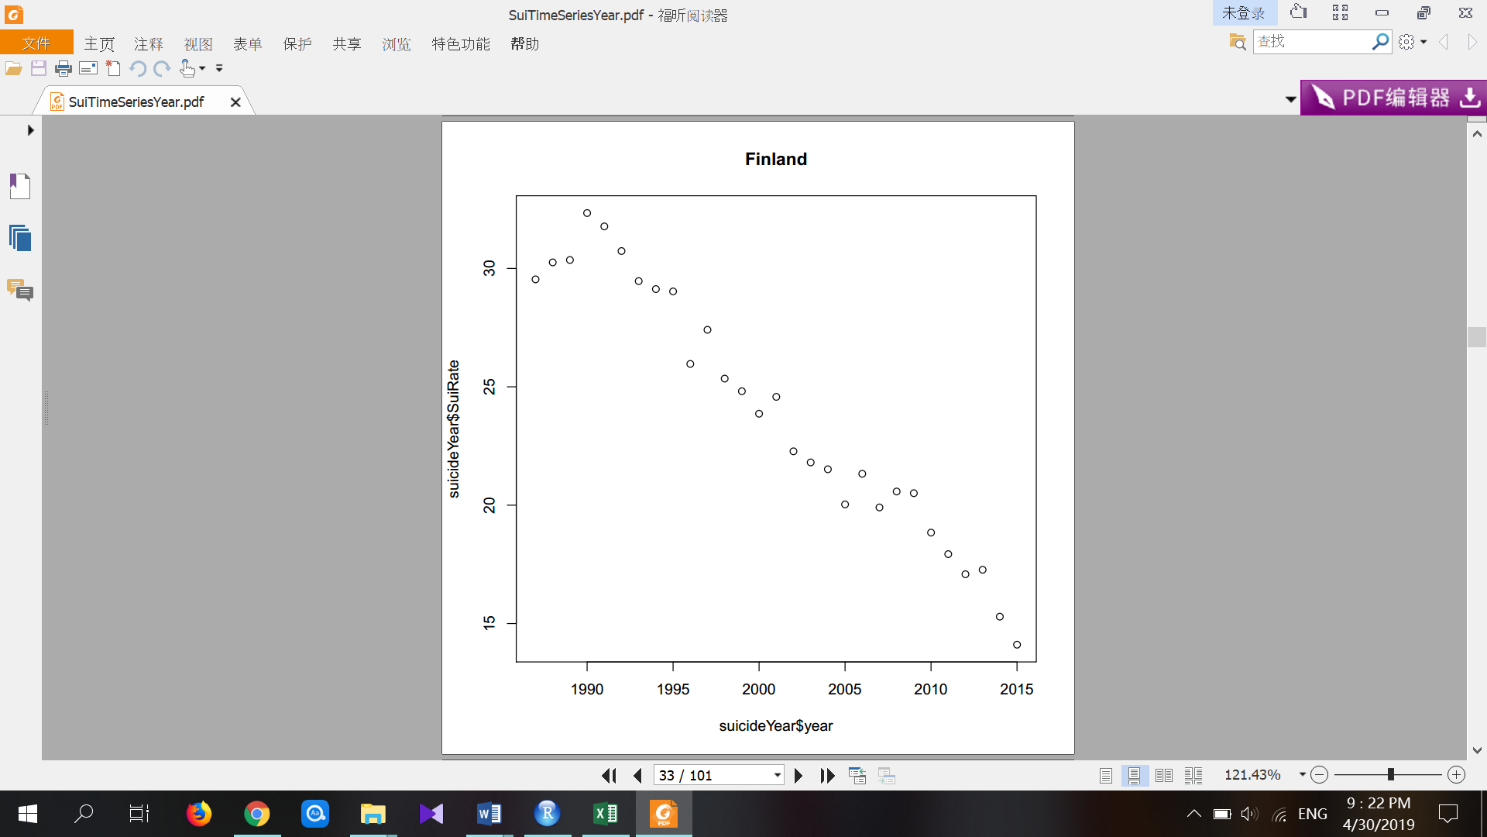 SuiTimeSeriesYear.pdf - 福昕阅读器
未登录
文件 主页 注释 视图 表单 保护 共享 浏览 特色功能 帮助
查找
SuiTimeSeriesYear.pdf
PDF编辑器
Finland
30
25
20
15
suicideYear$SuiRate
1990 1995 2000 2005 2010 2015
suicideYear$year
33 / 101
121.43%
9 : 22 PM
ENG
4/30/2019